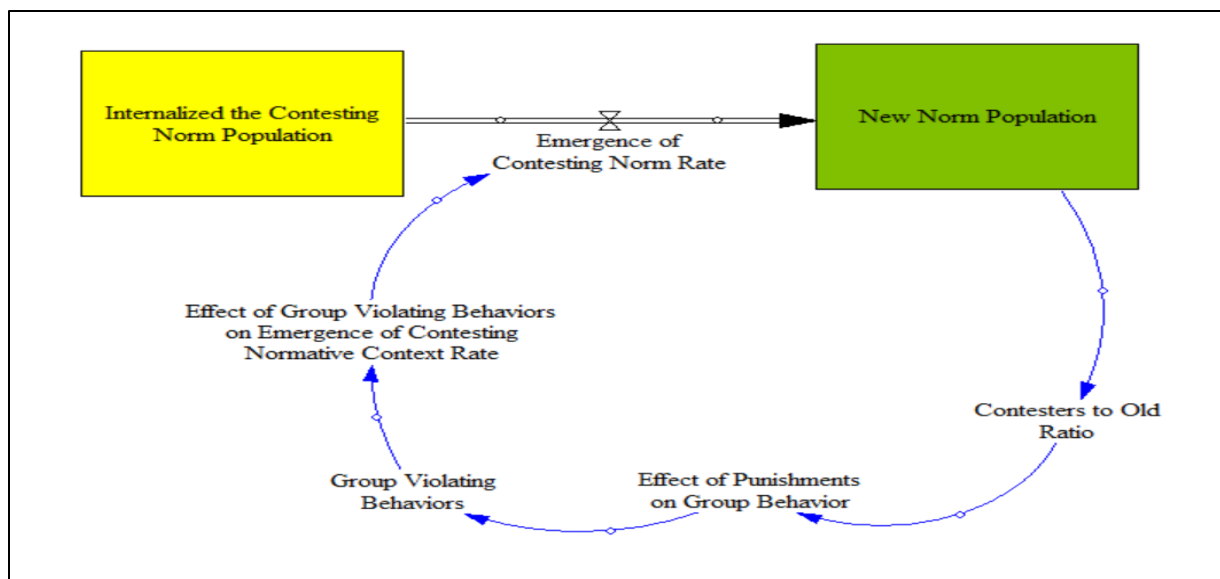 Internalized the Contesting
Norm Population
New Norm Population
Emergence of
Contesting Norm Rate
Effect of Group Violating Behaviors
on Emergence of Contesting
Normative Context Rate
Contesters to Old
Ratio
Group Violating
Behaviors
Effect of Punishments
on Group Behavior